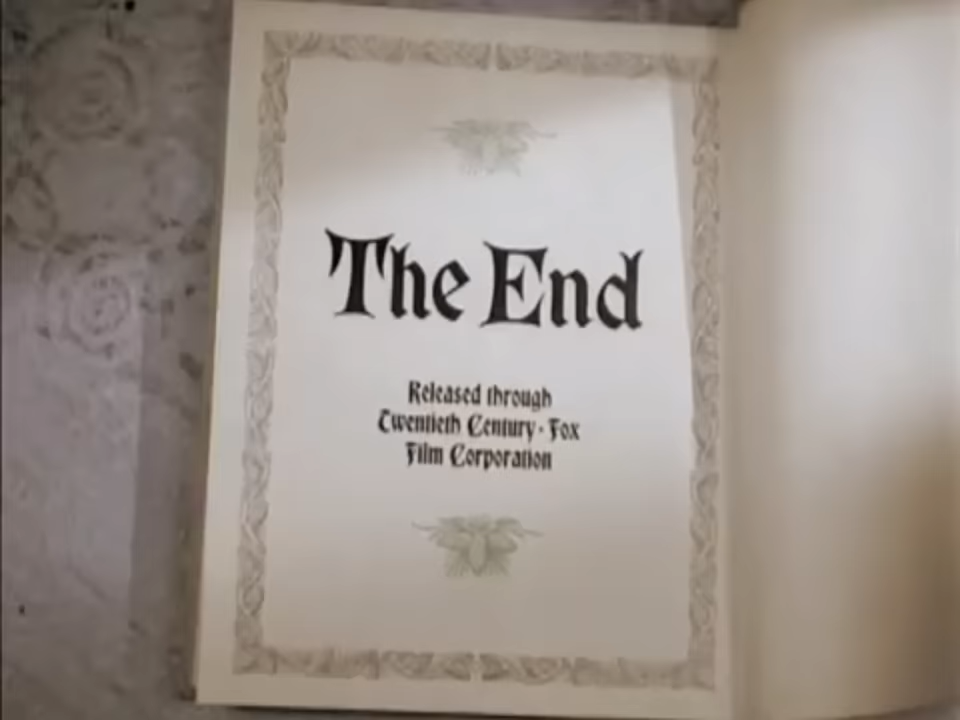 The End
Released through
Twentieth Century-Fox
Film Corporation